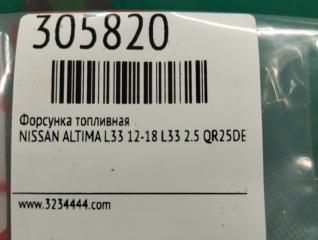 305820
Форсунка топливная
NISSAN ALTIMA L33 12-18 L33 2.5 QR25DE
www.3234444.com